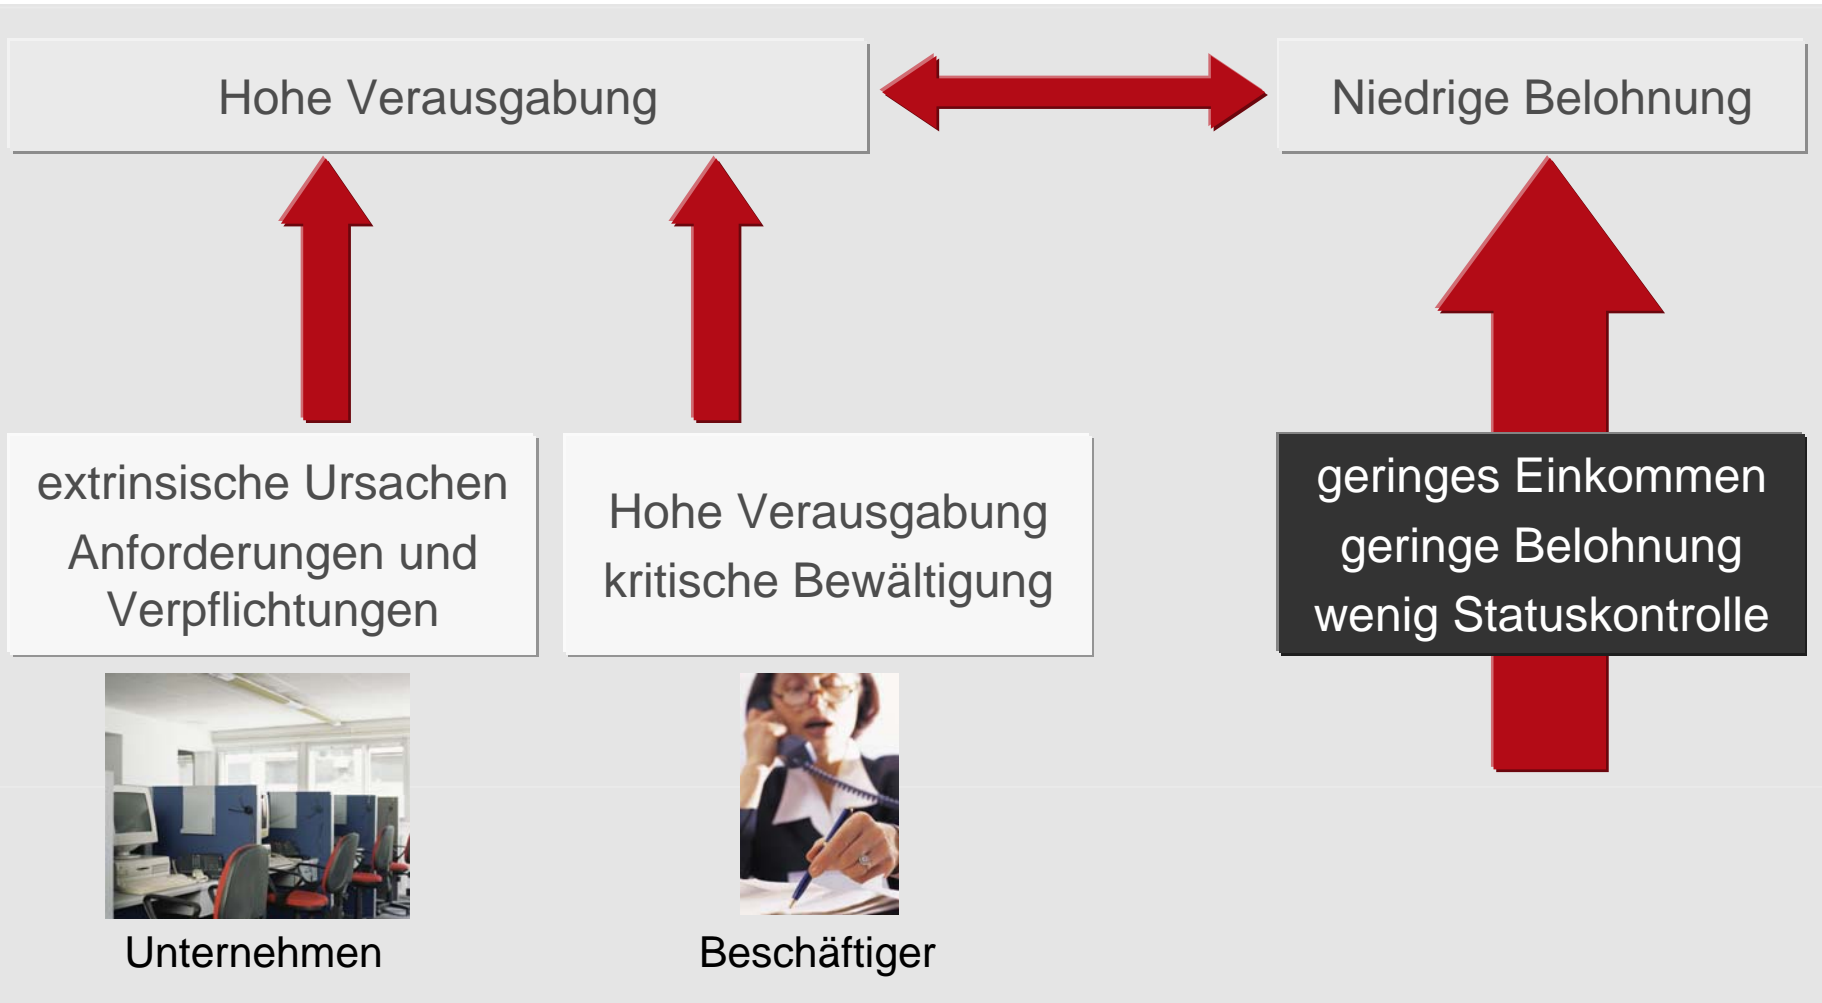 Hohe Verausgabung
Niedrige Belohnung
extrinsische Ursachen
Anforderungen und
Verpflichtungen
Hohe Verausgabung
kritische Bewältigung
geringes Einkommen
geringe Belohnung
wenig Statuskontrolle
Unternehmen
Beschäftiger